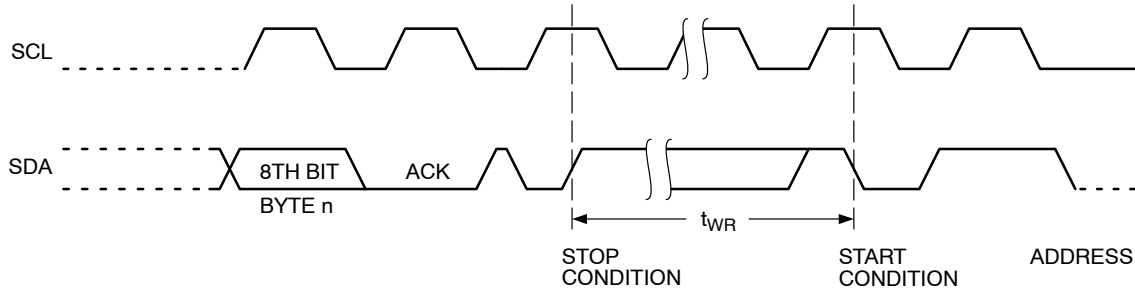 SCL
SDA
8TH BIT
ACK
BYTE n
tWR
STOP
CONDITION
START
CONDITION
ADDRESS